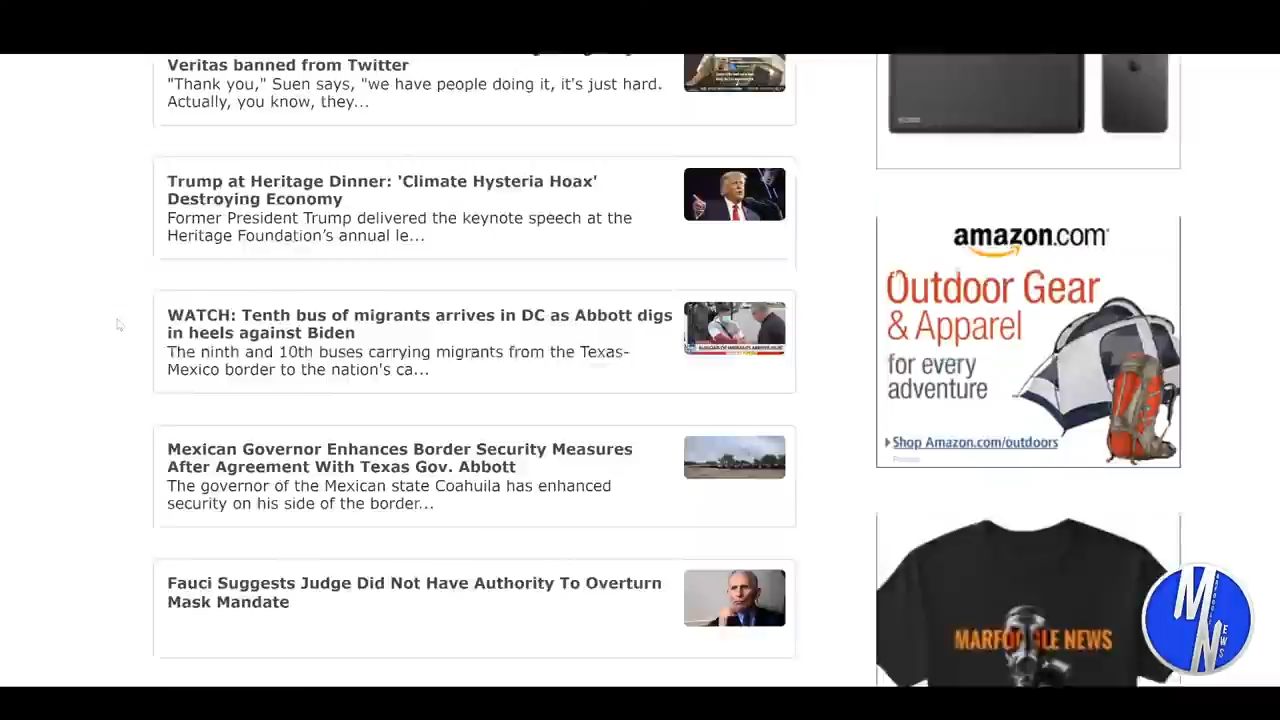 Veritas banned from Twitter
"Thank you," Suen says, "we have people doing it, it's just hard.
Actually, you know, they...
Trump at Heritage Dinner: 'Climate Hysteria Hoax'
Destroying Economy
Former President Trump delivered the keynote speech at the
Heritage Foundation's annual le...
WATCH: Tenth bus of migrants arrives in DC as Abbott digs
in heels against Biden
The ninth and 10th buses carrying migrants from the Texas-
Mexico border to the nation's ca...
Mexican Governor Enhances Border Security Measures
After Agreement With Texas Gov. Abbott
The governor of the Mexican state Coahuila has enhanced
security on his side of the border...
Fauci Suggests Judge Did Not Have Authority To Overturn
Mask Mandate
amazon.com
Outdoor Gear
& Apparel
for every
adventure
Shop Amazon.com/outdoors
NEWS
MN